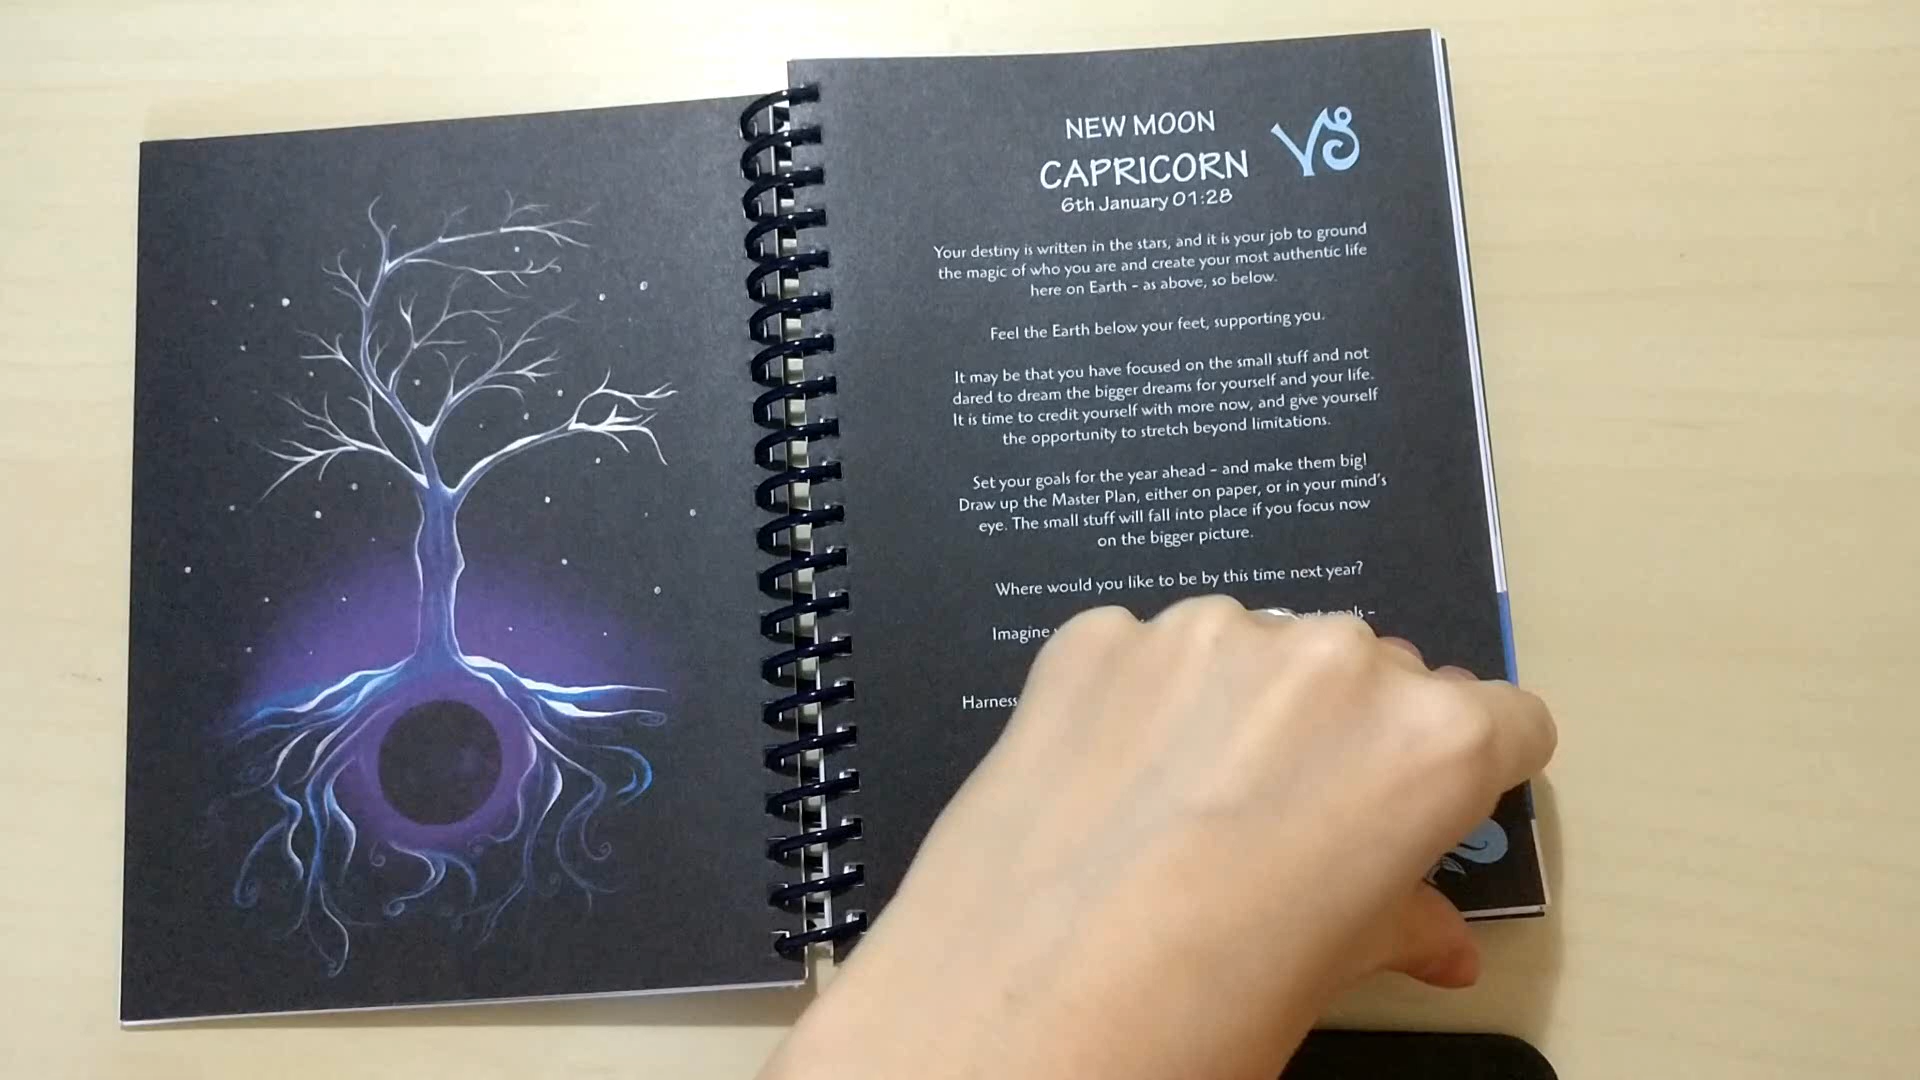 NEW MOON
CAPRICORN
6th January 01:28
Your destiny is written in the stars, and it is your job to ground
the magic of who you are and create your most authentic life
here on Earth - as above, so below.
Feel the Earth below your feet, supporting you.
It may be that you have focused on the small stuff and not
dared to dream the bigger dreams for yourself and your life.
It is time to credit yourself with more now, and give yourself
the opportunity to stretch beyond limitations.
Set your goals for the year ahead - and make them big!
Draw up the Master Plan, either on paper, or in your mind's
eye. The small stuff will fall into place if you focus now
on the bigger picture.
Where would you like to be by this time next year?
Imagine goals -
Harness